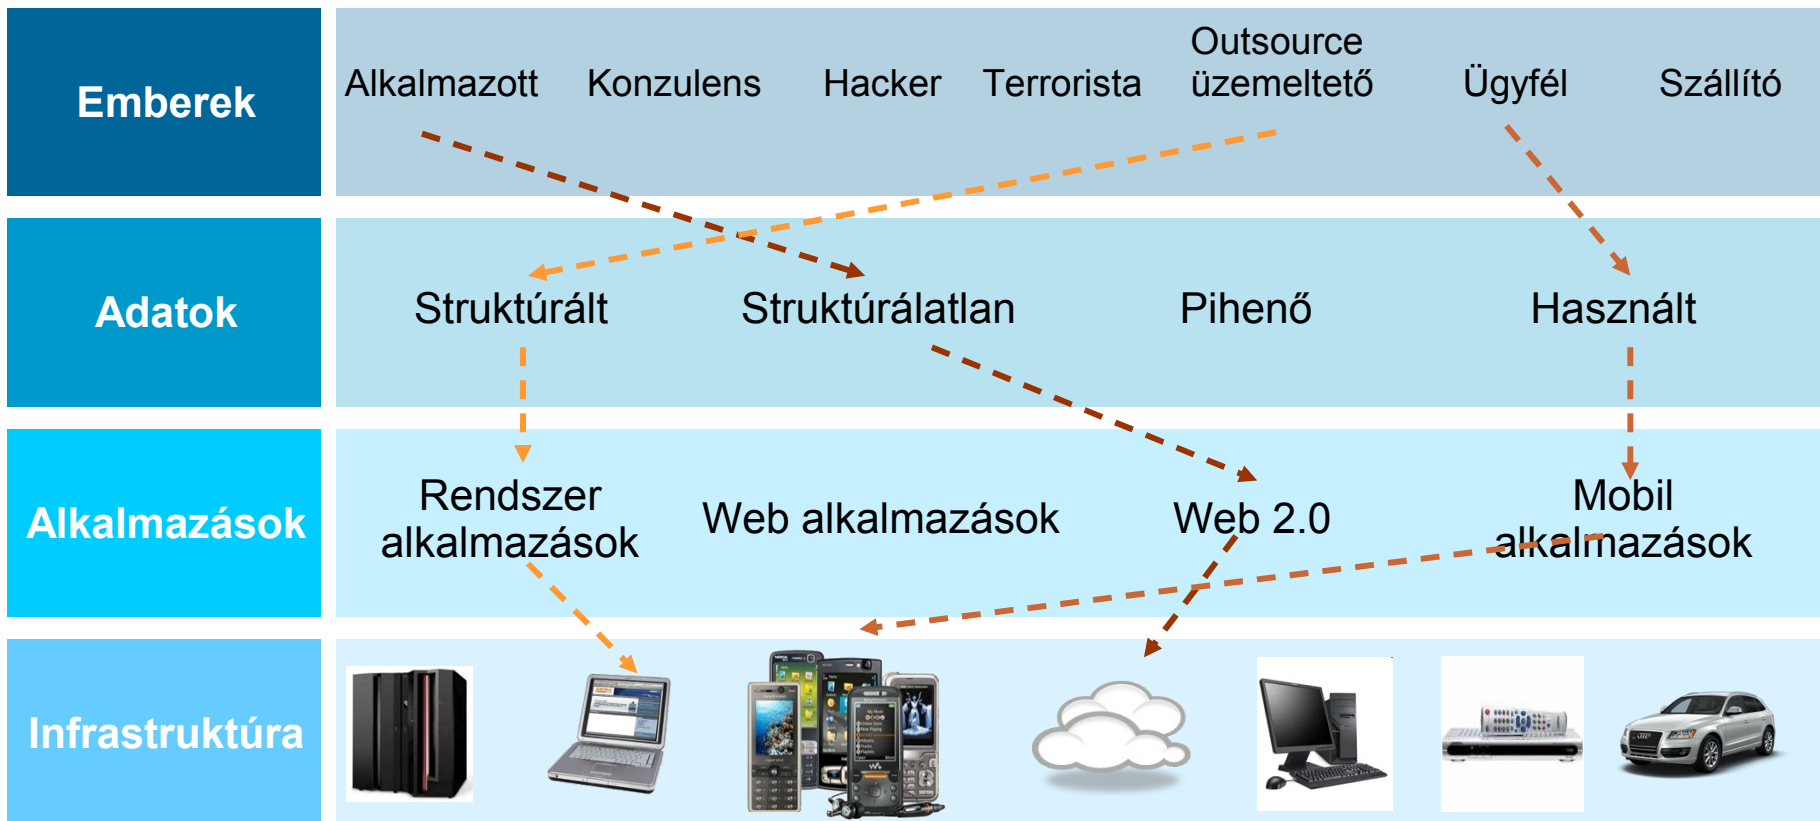 Emberek
Alkalmazott
Konzulens
Hacker
Terrorista
Outsource
üzemeltető
Ügyfél
Szállító
Adatok
Struktúrált
Struktúrálatlan
Pihenő
Használt
Alkalmazások
Rendszer
alkalmazások
Web alkalmazások
Web 2.0
Mobil
alkalmazások
Infrastruktúra